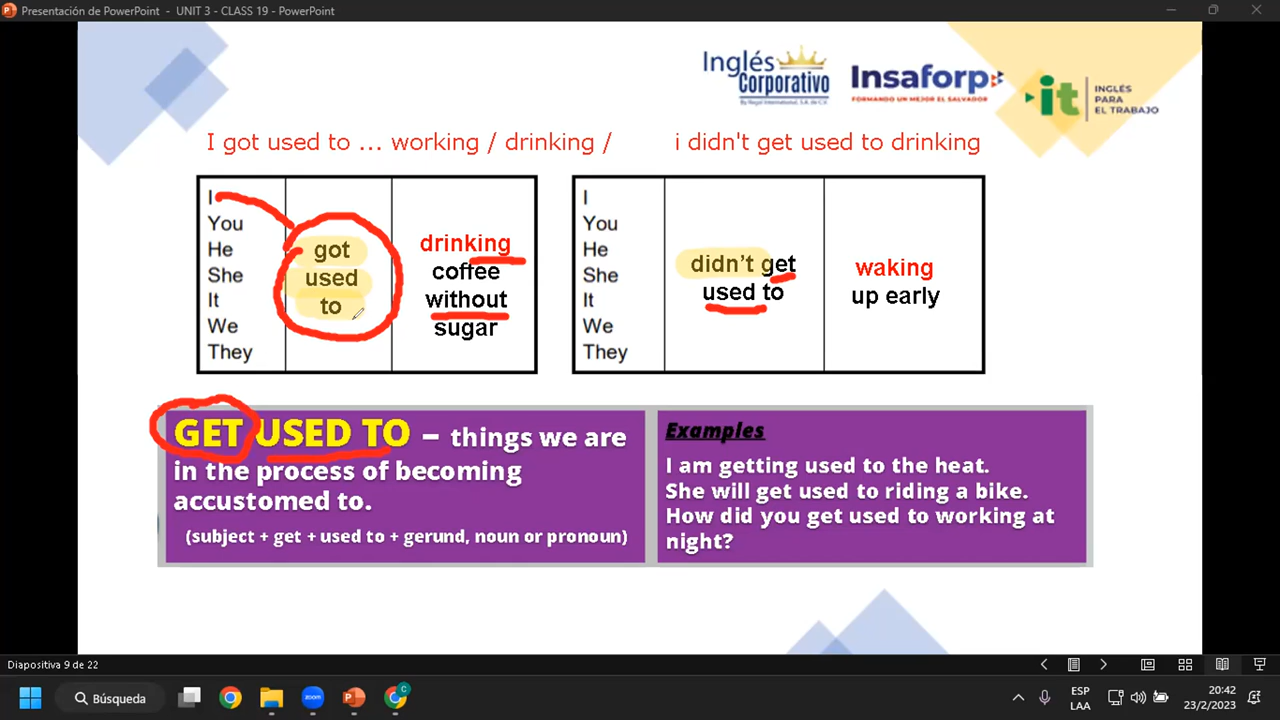 Presentación de PowerPoint - UNIT 3 - CLASS 19 - PowerPoint
Inglés
Corporativo
By Regal International, S.A. de C.V.
Insaforp
FORMANDO UN MEJOR EL SALVADOR
it
INGLÉS
PARA
EL TRABAJO
I got used to ... working / drinking /
i didn't get used to drinking
I
You
He
She
It
We
They
got
used
to
drinking
coffee
without
sugar
I
You
He
She
It
We
They
didn't get
used to
waking
up early
GET USED TO – things we are
in the process of becoming
accustomed to.
(subject + get + used to + gerund, noun or pronoun)
Examples
I am getting used to the heat.
She will get used to riding a bike.
How did you get used to working at
night?
Diapositiva 9 de 22
Búsqueda
zoom
ESP
LAA
20:42
23/2/2023